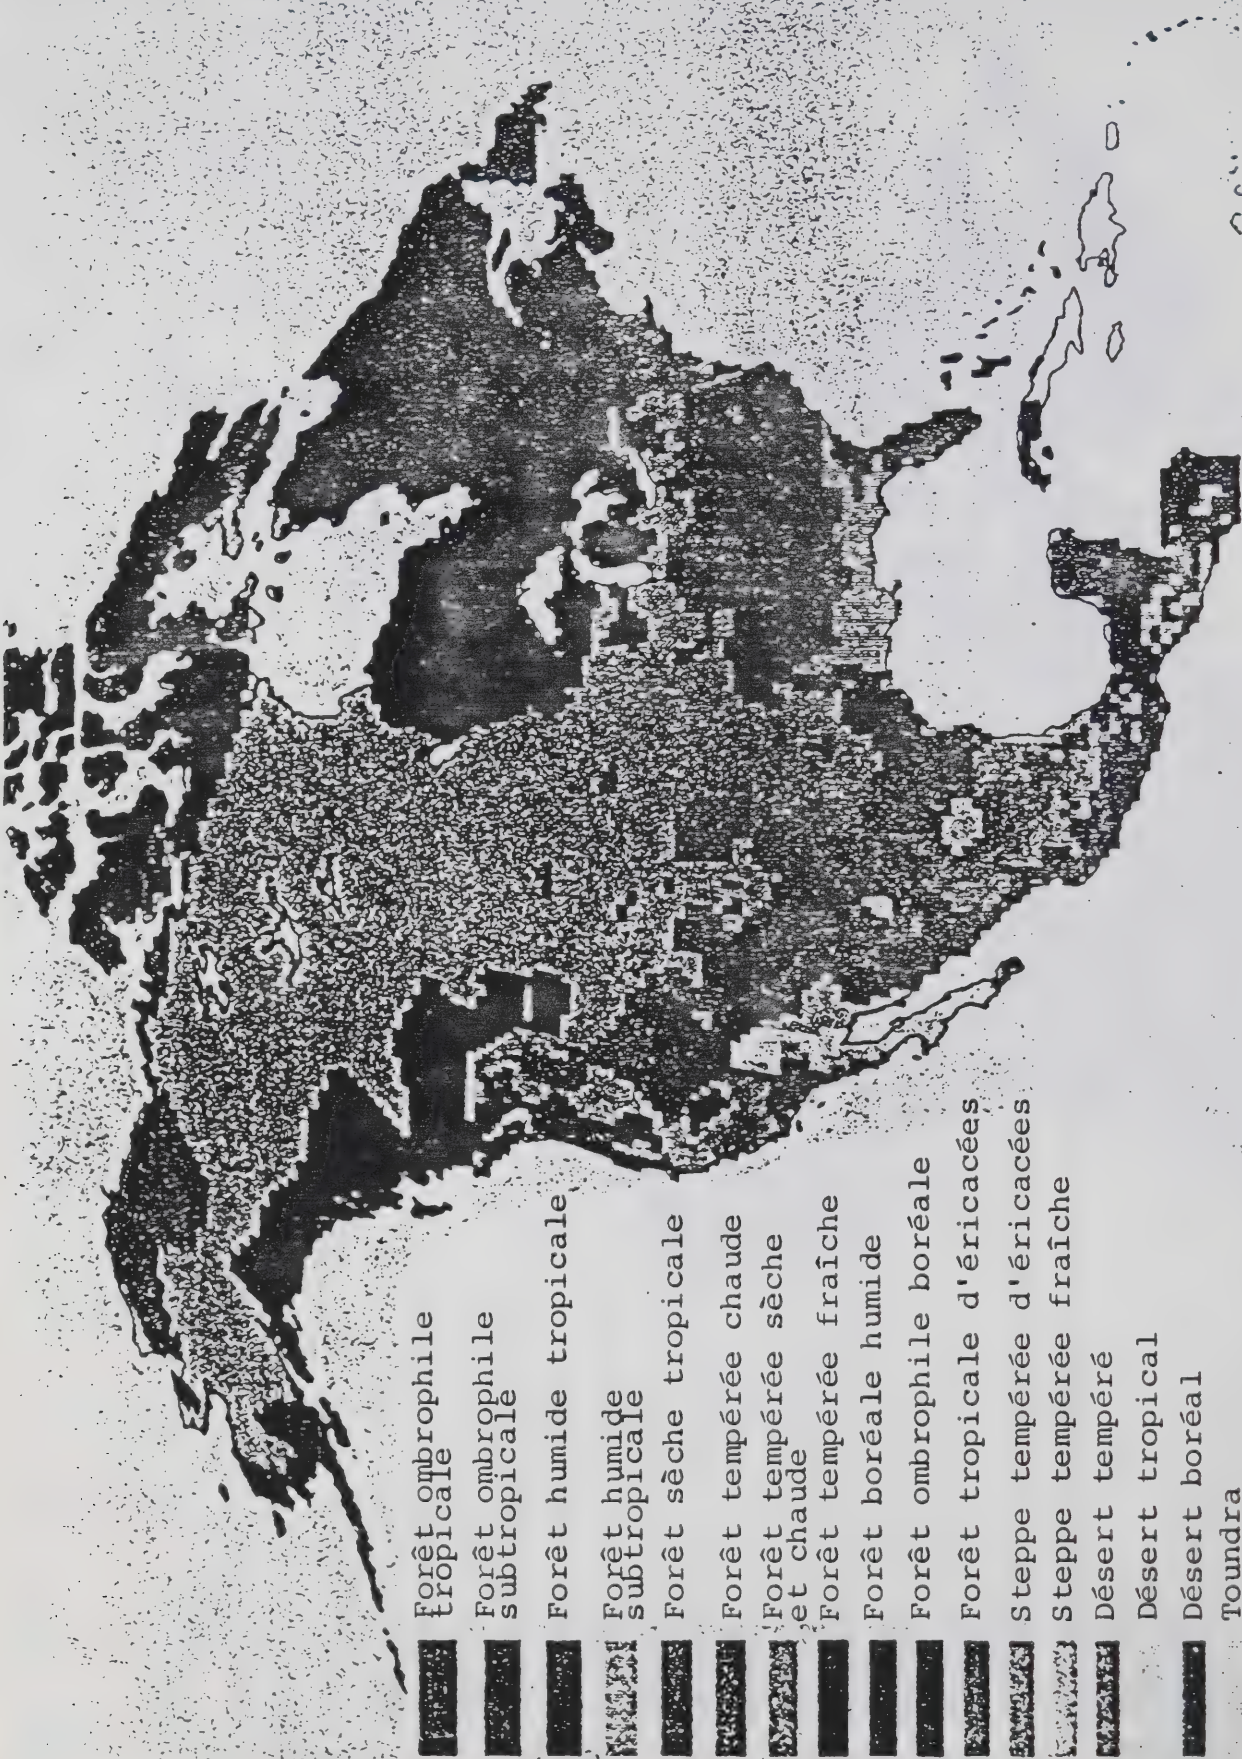 Forêt ombrophile
tropicale
Forêt ombrophile
subtropicale
Forêt humide tropicale
Forêt humide
subtropicale
Forêt sèche tropicale
Forêt tempérée chaude
Forêt tempérée sèche
et chaude
Forêt tempérée fraîche
Forêt boréale humide
Forêt ombrophile boréale
Forêt tropicale d'éricacées
Steppe tempérée d'éricacées
Steppe tempérée fraîche
Désert tempéré
Désert tropical
Désert boréal
Toundra